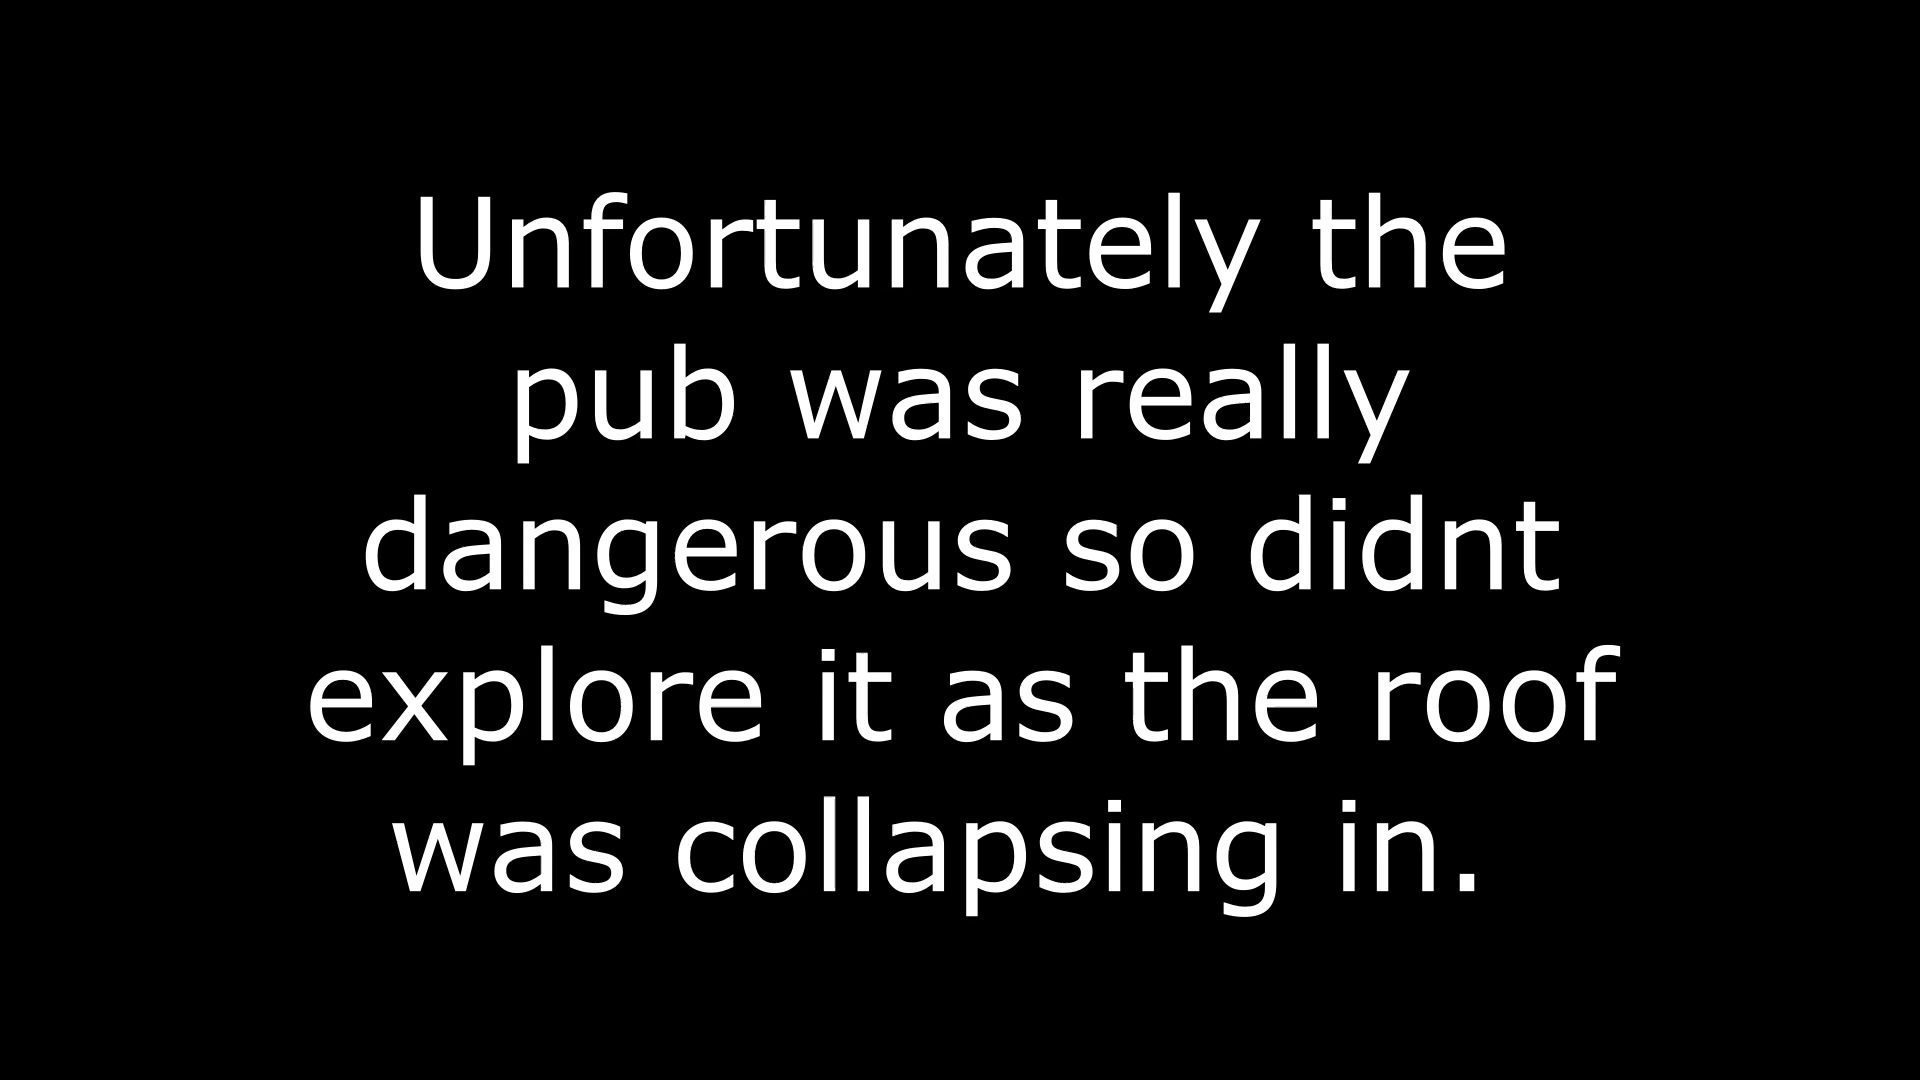 Unfortunately the
pub was really
dangerous so didnt
explore it as the roof
was collapsing in.